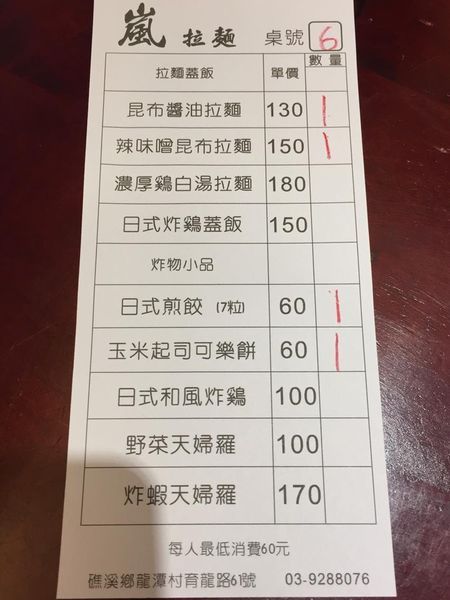 嵐 拉麵 桌號 6
拉麵蓋飯 單價 數量
昆布醬油拉麵 130 1
辣味噌昆布拉麵 150 1
濃厚鷄白湯拉麵 180
日式炸鷄蓋飯 150
炸物小品
日式煎餃 (7粒) 60 1
玉米起司可樂餅 60 1
日式和風炸鷄 100
野菜天婦羅 100
炸蝦天婦羅 170
每人最低消費60元
礁溪鄉龍潭村育龍路61號 03-9288076